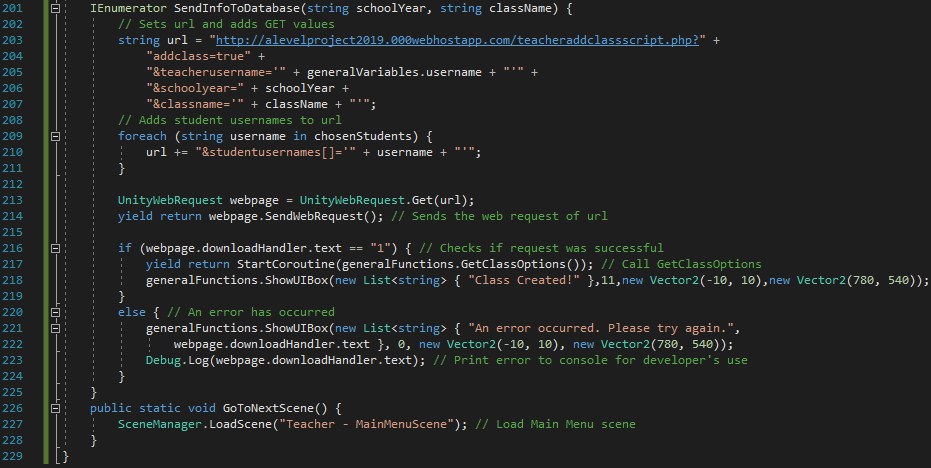 201 IEnumerator SendInfoToDatabase(string schoolYear, string className) {
202 // Sets url and adds GET values
203 string url = "http://alevelproject2019.000webhostapp.com/teacheraddclassscript.php?" +
204 "addclass=true" +
205 "&teacherusername='" + generalVariables.username + "'" +
206 "&schoolyear=" + schoolYear +
207 "&classname='" + className + "'";
208 // Adds student usernames to url
209 foreach (string username in chosenStudents) {
210 url += "&studentusernames[]='" + username + "'";
211 }
212
213 UnityWebRequest webpage = UnityWebRequest.Get(url);
214 yield return webpage.SendWebRequest(); // Sends the web request of url
215
216 if (webpage.downloadHandler.text == "1") { // Checks if request was successful
217 yield return StartCoroutine(generalFunctions.GetClassOptions()); // Call GetClassOptions
218 generalFunctions.ShowUIBox(new List<string> { "Class Created!" },11,new Vector2(-10, 10),new Vector2(780, 540));
219 }
220 else { // An error has occurred
221 generalFunctions.ShowUIBox(new List<string> { "An error occurred. Please try again.",
222 webpage.downloadHandler.text }, 0, new Vector2(-10, 10), new Vector2(780, 540));
223 Debug.Log(webpage.downloadHandler.text); // Print error to console for developer's use
224 }
225 }
226 public static void GoToNextScene() {
227 SceneManager.LoadScene("Teacher - MainMenuScene"); // Load Main Menu scene
228 }
229 }